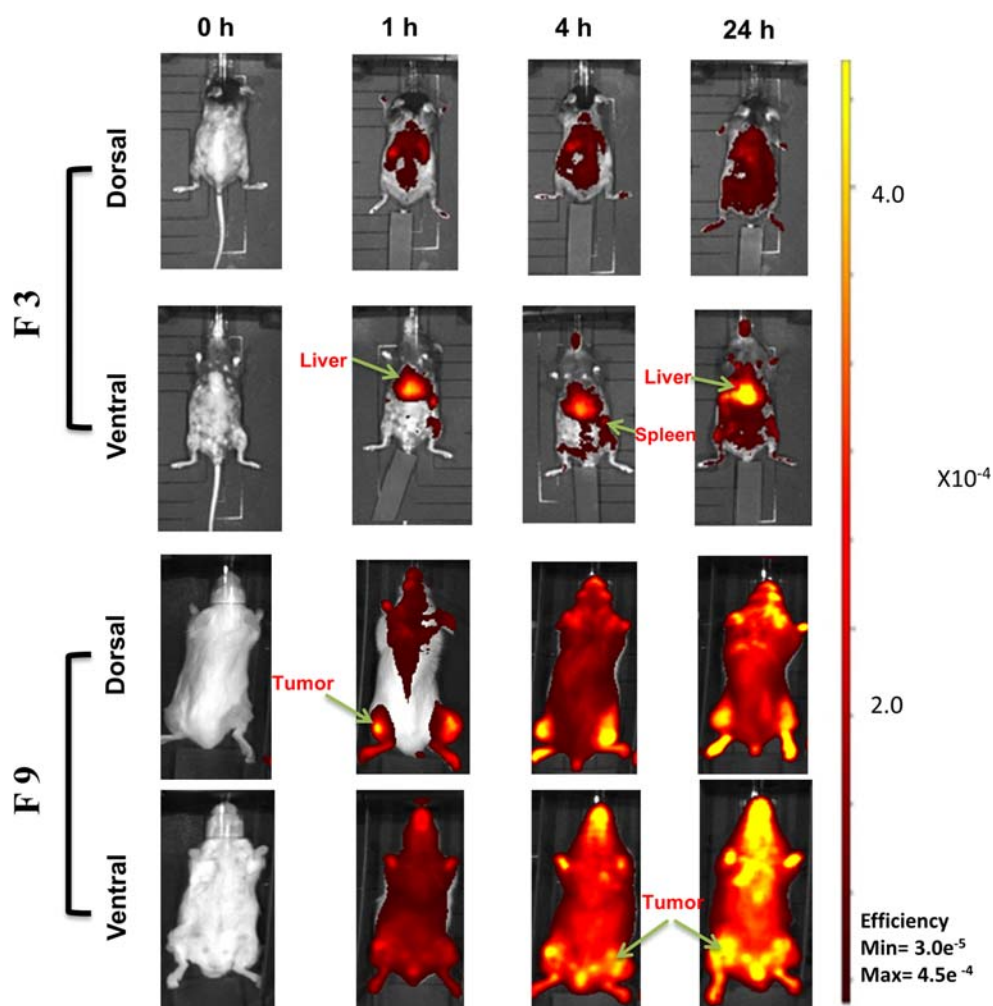 0 h 1 h 4 h 24 h
F 3
Dorsal
4.0
Ventral
Liver
Spleen
Liver
X10-4
F 9
Dorsal
Tumor
2.0
Ventral
Tumor
Efficiency
Min= 3.0e-5
Max= 4.5e -4